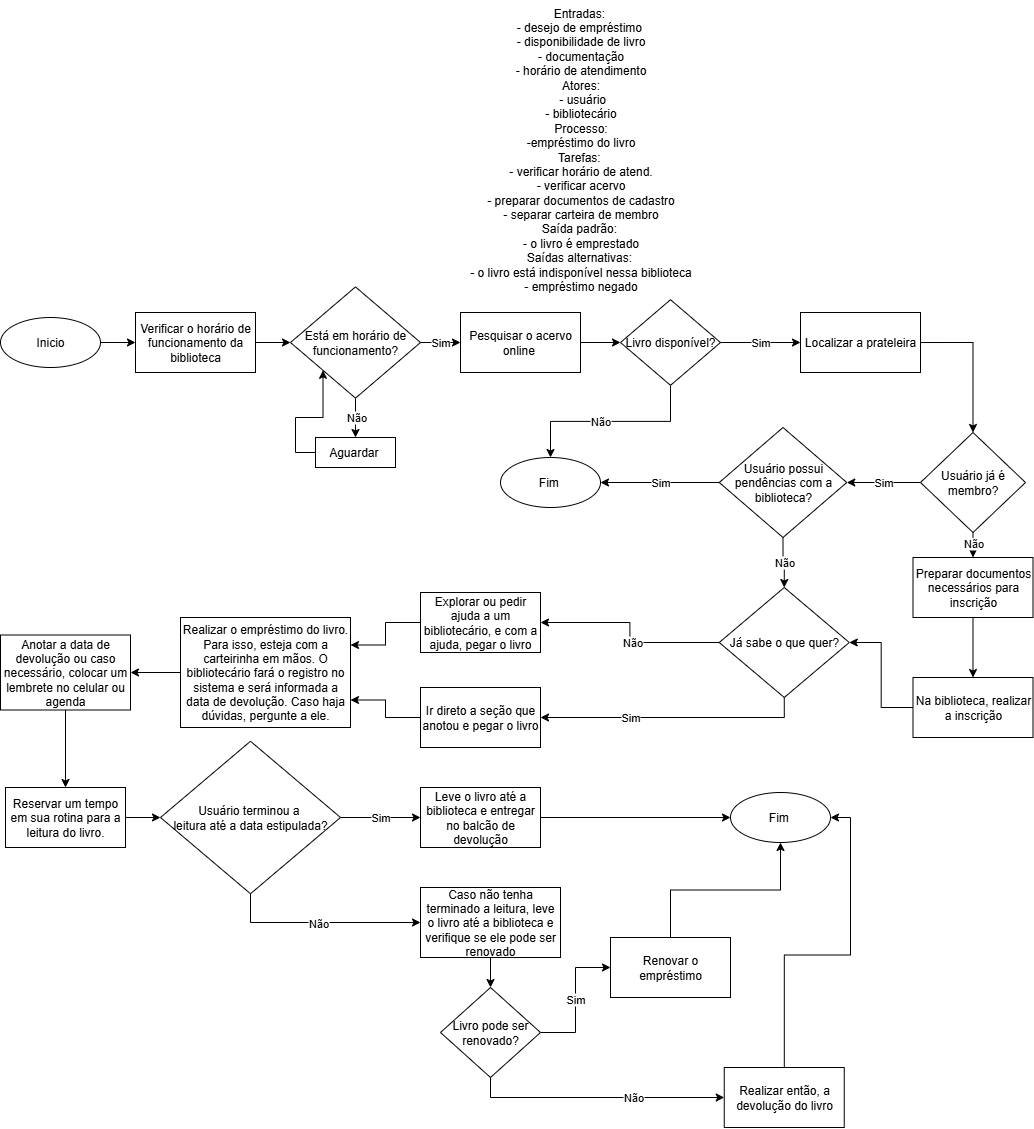 Entradas:
- desejo de empréstimo
- disponibilidade de livro
- documentação
- horário de atendimento
Atores:
- usuário
- bibliotecário
Processo:
-empréstimo do livro
Tarefas:
- verificar horário de atend.
- verificar acervo
- preparar documentos de cadastro
- separar carteira de membro
Saída padrão:
- o livro é emprestado
Saídas alternativas:
- o livro está indisponível nessa biblioteca
- empréstimo negado
Inicio
Verificar o horário de
funcionamento da
biblioteca
Está em horário de
funcionamento?
Sim
Não
Aguardar
Pesquisar o acervo
online
Livro disponível?
Sim
Não
Fim
Localizar a prateleira
Usuário já é
membro?
Sim
Não
Usuário possui
pendências com a
biblioteca?
Sim
Não
Preparar documentos
necessários para
inscrição
Na biblioteca, realizar
a inscrição
Já sabe o que quer?
Não
Sim
Explorar ou pedir
ajuda a um
bibliotecário, e com a
ajuda, pegar o livro
Ir direto a seção que
anotou e pegar o livro
Realizar o empréstimo do livro.
Para isso, esteja com a
carteirinha em mãos. O
bibliotecário fará o registro no
sistema e será informada a
data de devolução. Caso haja
dúvidas, pergunte a ele.
Anotar a data de
devolução ou caso
necessário, colocar um
lembrete no celular ou
agenda
Reservar um tempo
em sua rotina para a
leitura do livro.
Usuário terminou a
leitura até a data estipulada?
Sim
Não
Leve o livro até a
biblioteca e entregar
no balcão de
devolução
Fim
Caso não tenha
terminado a leitura, leve
o livro até a biblioteca e
verifique se ele pode ser
renovado
Livro pode ser
renovado?
Sim
Não
Renovar o
empréstimo
Realizar então, a
devolução do livro